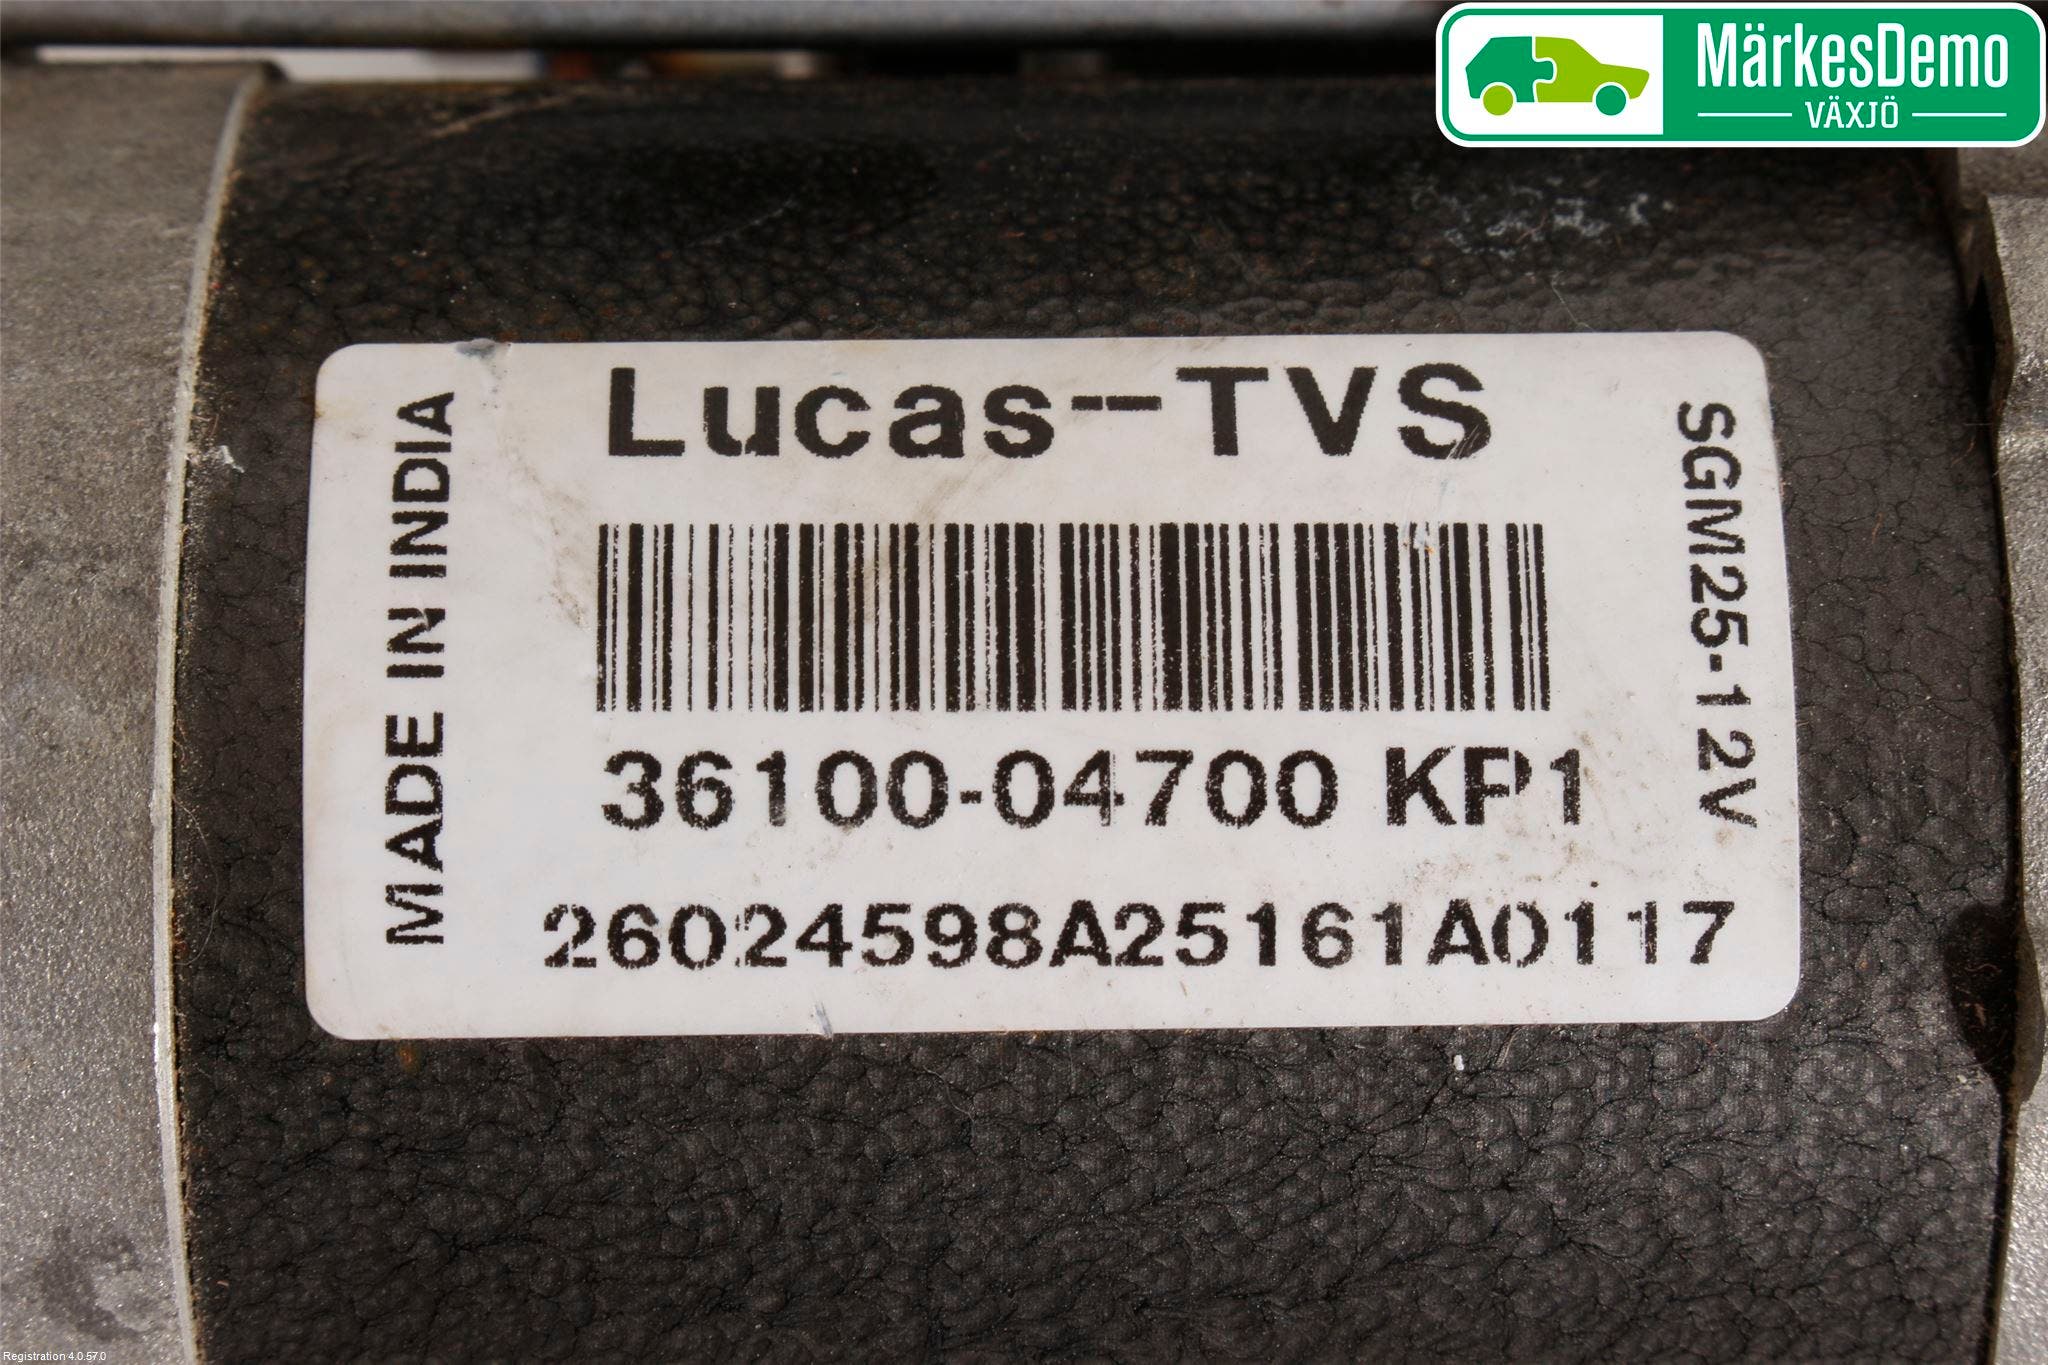 MärkesDemo
VÄXJÖ
Lucas-TVS
MADE IN INDIA
SGM25-12V
36100-04700 KP1
26024598A25161A0117
Registration 4.0.57.0